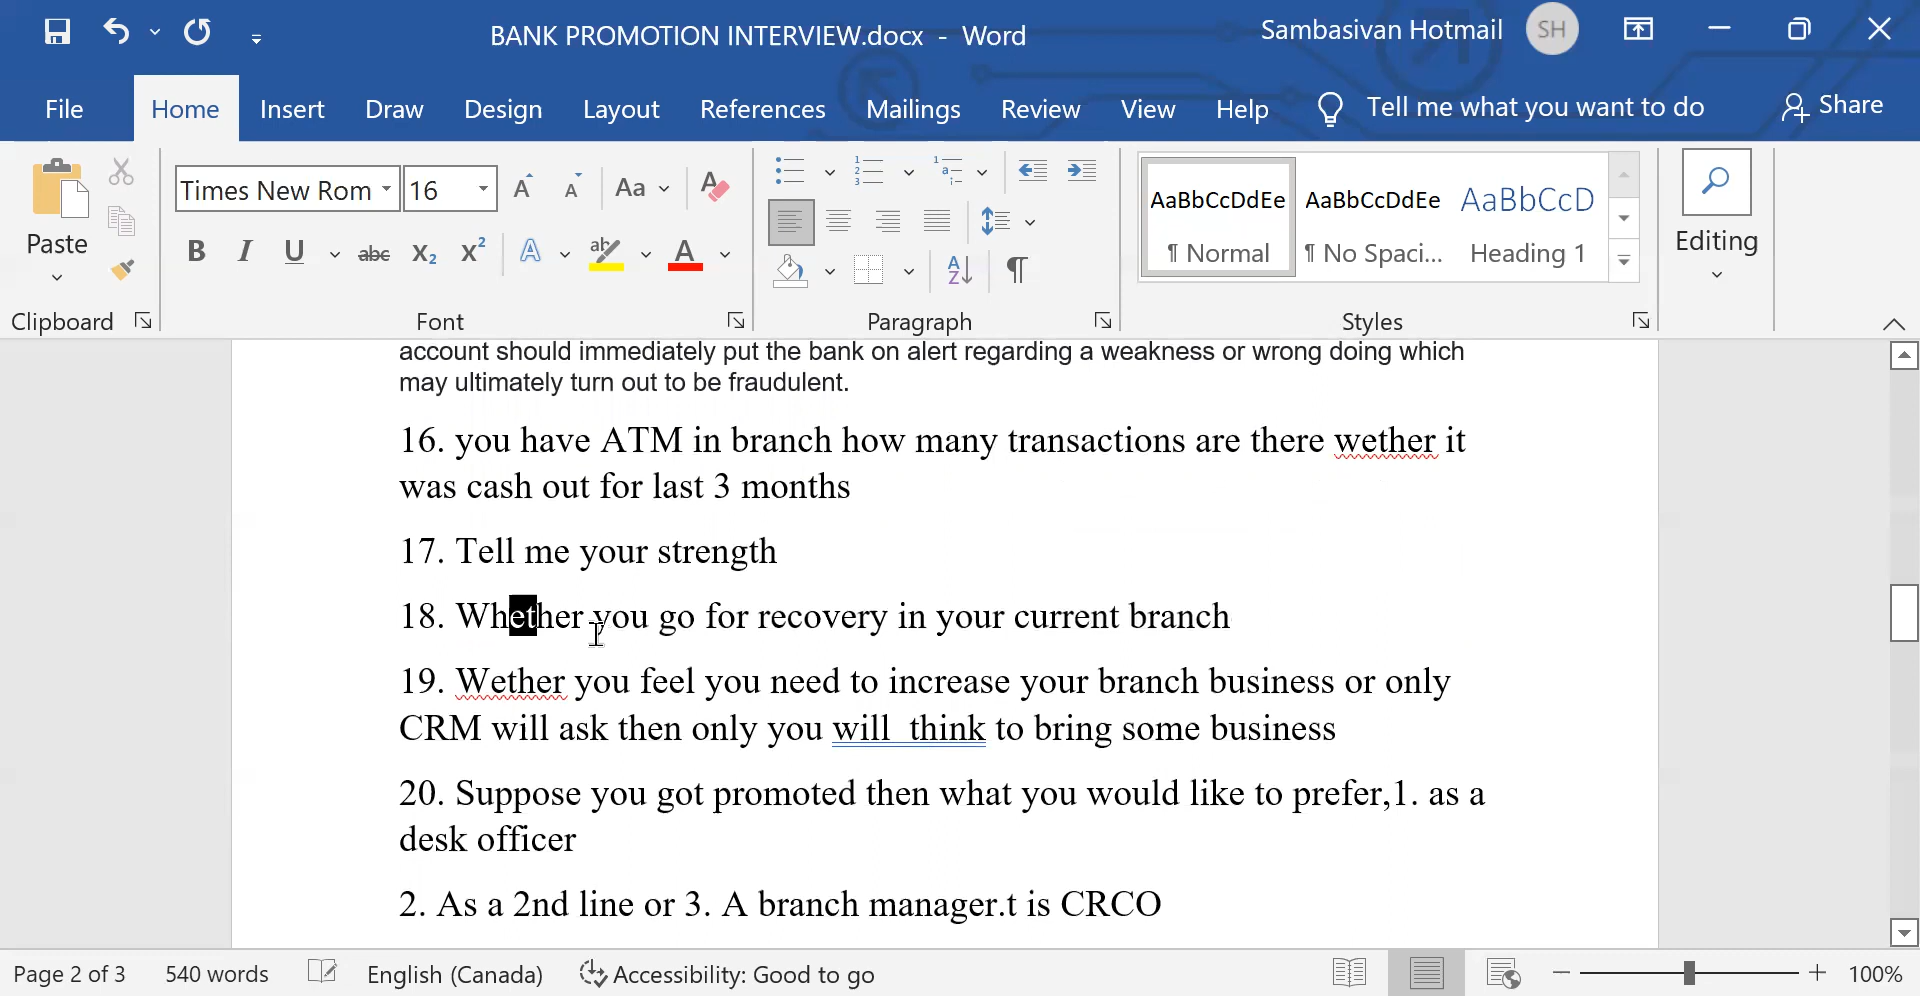 BANK PROMOTION INTERVIEW.docx - Word
Sambasivan Hotmail SH
File Home Insert Draw Design Layout References Mailings Review View Help Tell me what you want to do Share
Times New Rom 16 Aa
AaBbCcDdEe AaBbCcDdEe AaBbCcD
Paste B I U abc X₂ X² A ab A
¶ Normal ¶ No Spaci... Heading 1 Editing
Clipboard Font Paragraph Styles
account should immediately put the bank on alert regarding a weakness or wrong doing which
may ultimately turn out to be fraudulent.
16. you have ATM in branch how many transactions are there wether it
was cash out for last 3 months
17. Tell me your strength
18. Whether you go for recovery in your current branch
19. Wether you feel you need to increase your branch business or only
CRM will ask then only you will  think to bring some business
20. Suppose you got promoted then what you would like to prefer,1. as a
desk officer
2. As a 2nd line or 3. A branch manager.t is CRCO
Page 2 of 3 540 words English (Canada) Accessibility: Good to go 100%